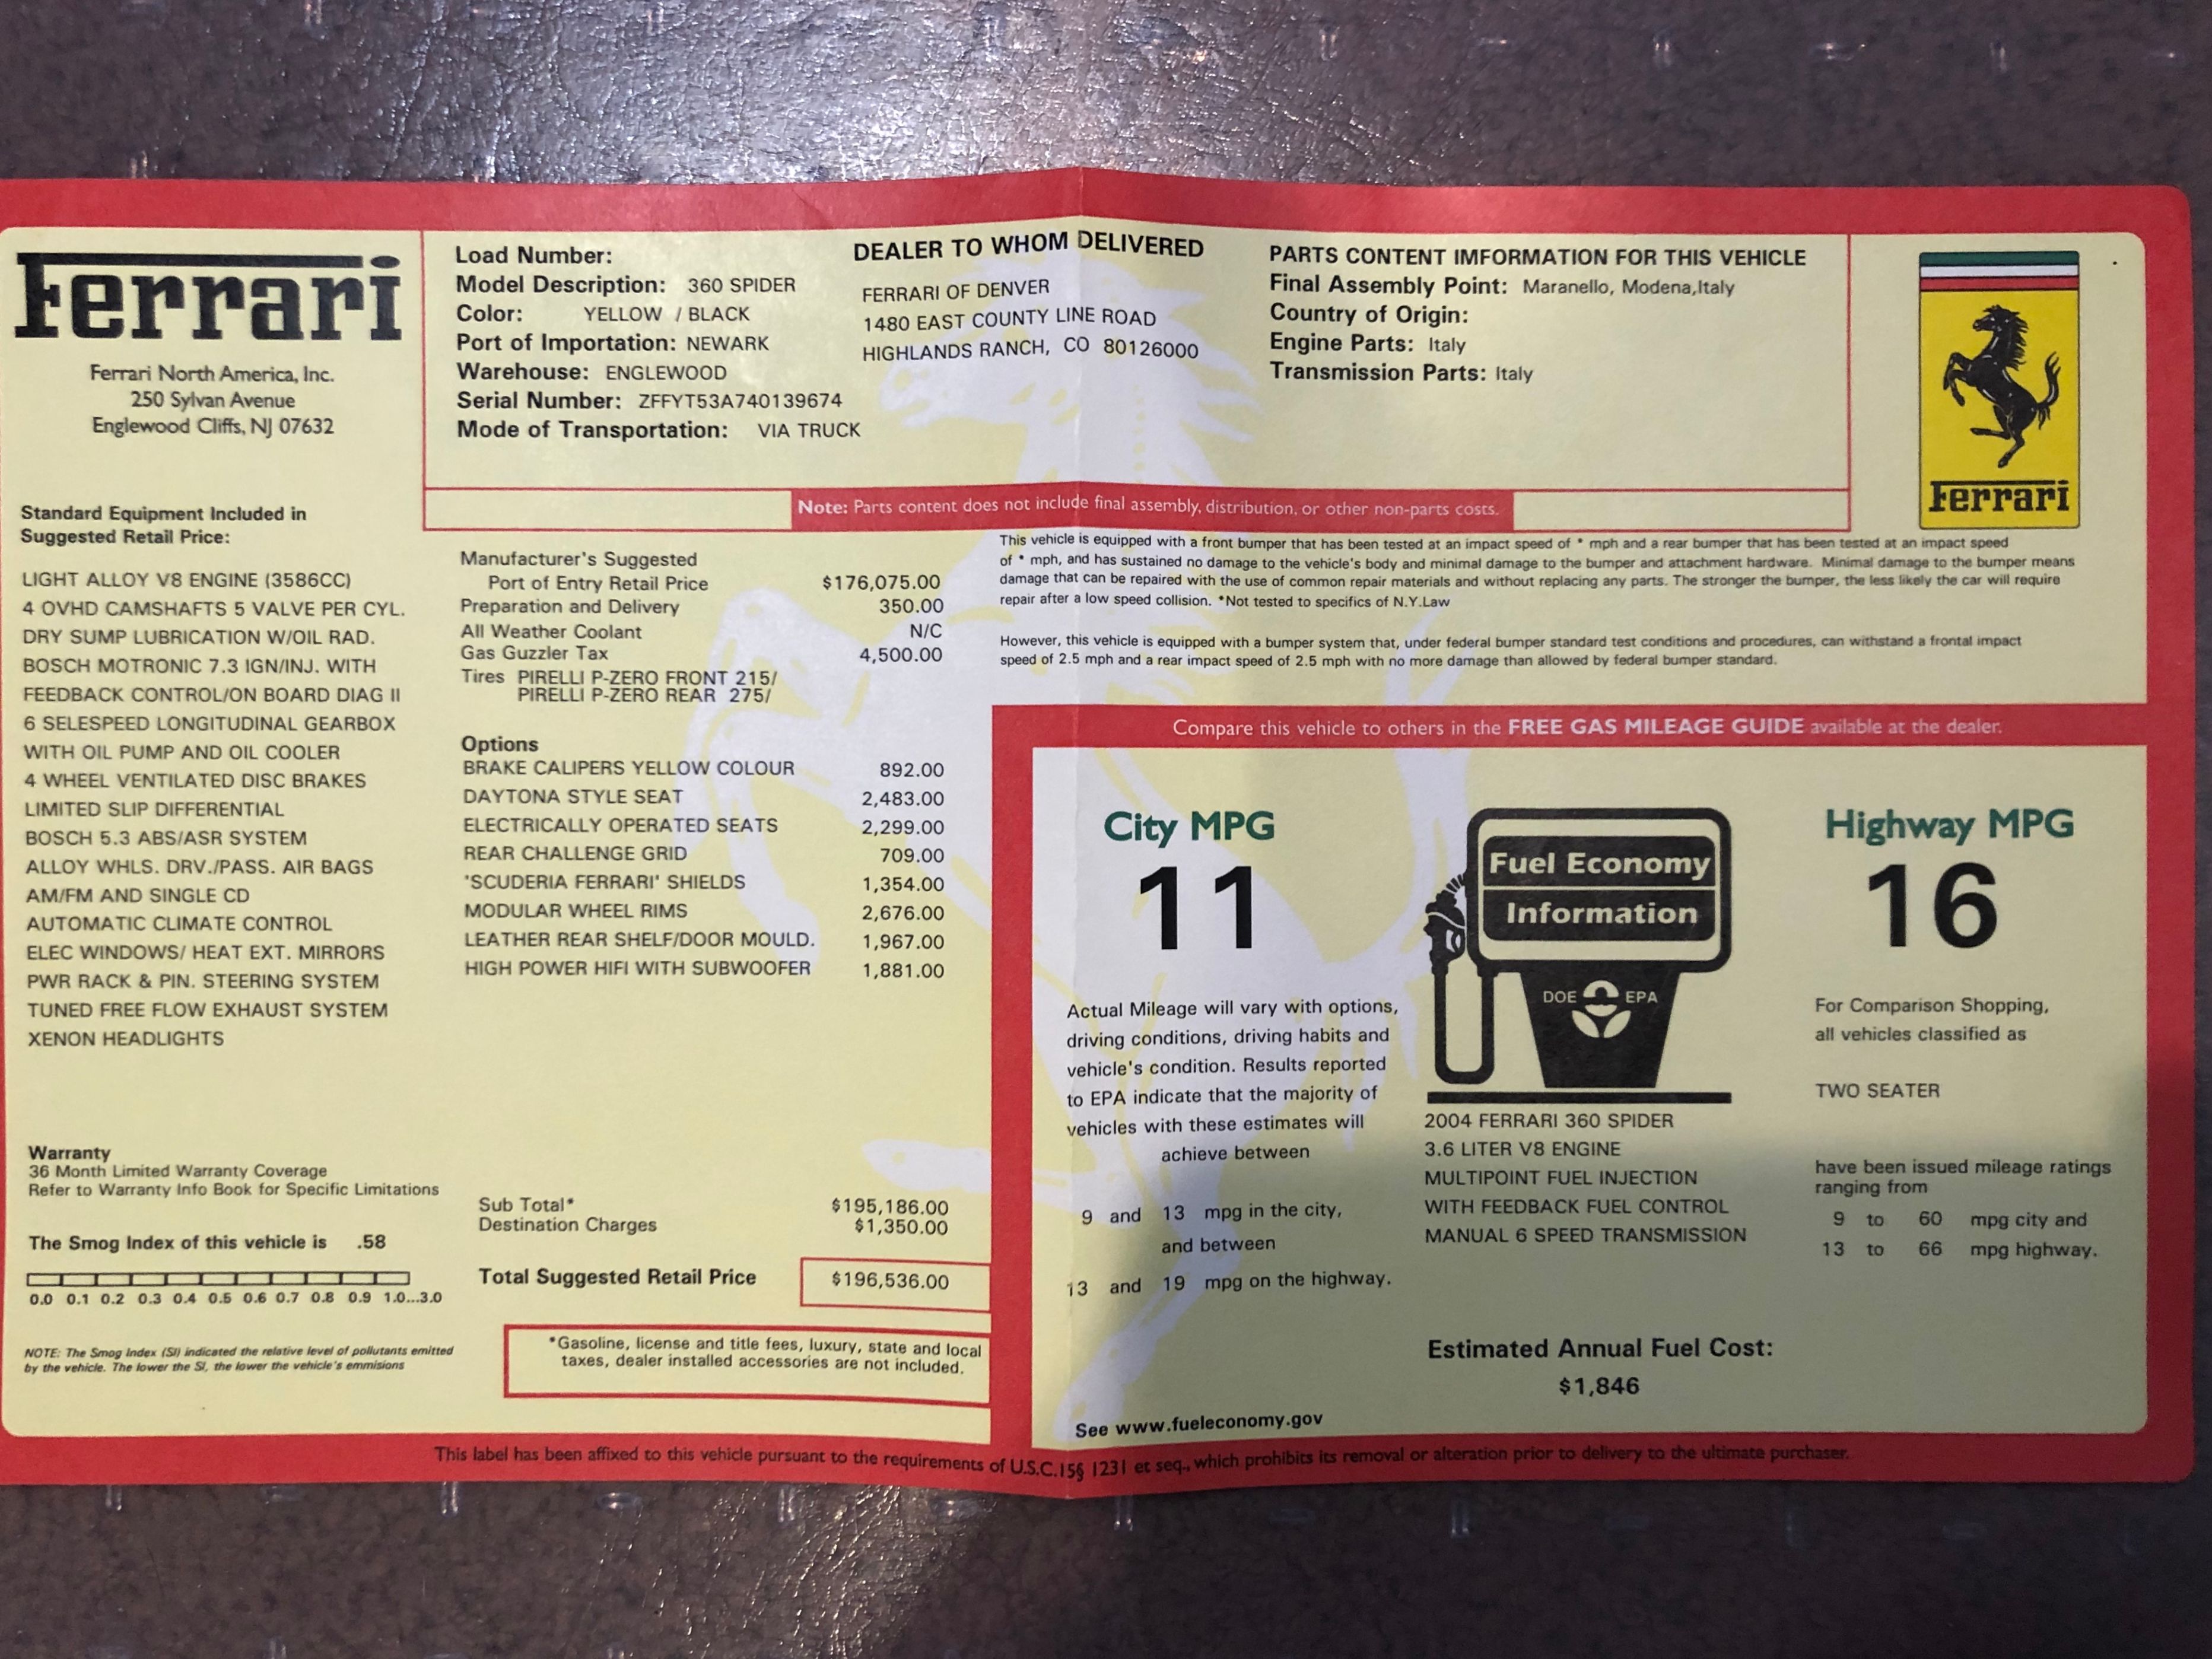 Ferrari
Ferrari North America, Inc.
250 Sylvan Avenue
Englewood Cliffs, NJ 07632
Load Number:
Model Description: 360 SPIDER
Color: YELLOW / BLACK
Port of Importation: NEWARK
Warehouse: ENGLEWOOD
Serial Number: ZFFYT53A740139674
Mode of Transportation: VIA TRUCK
DEALER TO WHOM DELIVERED
FERRARI OF DENVER
1480 EAST COUNTY LINE ROAD
HIGHLANDS RANCH, CO 80126000
PARTS CONTENT IMFORMATION FOR THIS VEHICLE
Final Assembly Point: Maranello, Modena,Italy
Country of Origin:
Engine Parts: Italy
Transmission Parts: Italy
Ferrari
Note: Parts content does not include final assembly, distribution, or other non-parts costs.
Standard Equipment Included in
Suggested Retail Price:
LIGHT ALLOY V8 ENGINE (3586CC)
4 OVHD CAMSHAFTS 5 VALVE PER CYL.
DRY SUMP LUBRICATION W/OIL RAD.
BOSCH MOTRONIC 7.3 IGN/INJ. WITH
FEEDBACK CONTROL/ON BOARD DIAG II
6 SELESPEED LONGITUDINAL GEARBOX
WITH OIL PUMP AND OIL COOLER
4 WHEEL VENTILATED DISC BRAKES
LIMITED SLIP DIFFERENTIAL
BOSCH 5.3 ABS/ASR SYSTEM
ALLOY WHLS. DRV./PASS. AIR BAGS
AM/FM AND SINGLE CD
AUTOMATIC CLIMATE CONTROL
ELEC WINDOWS/ HEAT EXT. MIRRORS
PWR RACK & PIN. STEERING SYSTEM
TUNED FREE FLOW EXHAUST SYSTEM
XENON HEADLIGHTS
Warranty
36 Month Limited Warranty Coverage
Refer to Warranty Info Book for Specific Limitations
The Smog Index of this vehicle is .58
0.0 0.1 0.2 0.3 0.4 0.5 0.6 0.7 0.8 0.9 1.0...3.0
NOTE: The Smog Index (SI) indicated the relative level of pollutants emitted
by the vehicle. The lower the SI, the lower the vehicle's emmisions
Manufacturer's Suggested
Port of Entry Retail Price $176,075.00
Preparation and Delivery 350.00
All Weather Coolant N/C
Gas Guzzler Tax 4,500.00
Tires PIRELLI P-ZERO FRONT 215/
PIRELLI P-ZERO REAR 275/
Options
BRAKE CALIPERS YELLOW COLOUR 892.00
DAYTONA STYLE SEAT 2,483.00
ELECTRICALLY OPERATED SEATS 2,299.00
REAR CHALLENGE GRID 709.00
'SCUDERIA FERRARI' SHIELDS 1,354.00
MODULAR WHEEL RIMS 2,676.00
LEATHER REAR SHELF/DOOR MOULD. 1,967.00
HIGH POWER HIFI WITH SUBWOOFER 1,881.00
Sub Total* $195,186.00
Destination Charges $1,350.00
Total Suggested Retail Price $196,536.00
*Gasoline, license and title fees, luxury, state and local
taxes, dealer installed accessories are not included.
This vehicle is equipped with a front bumper that has been tested at an impact speed of * mph and a rear bumper that has been tested at an impact speed
of * mph, and has sustained no damage to the vehicle's body and minimal damage to the bumper and attachment hardware. Minimal damage to the bumper means
damage that can be repaired with the use of common repair materials and without replacing any parts. The stronger the bumper, the less likely the car will require
repair after a low speed collision. *Not tested to specifics of N.Y.Law
However, this vehicle is equipped with a bumper system that, under federal bumper standard test conditions and procedures, can withstand a frontal impact
speed of 2.5 mph and a rear impact speed of 2.5 mph with no more damage than allowed by federal bumper standard.
Compare this vehicle to others in the FREE GAS MILEAGE GUIDE available at the dealer.
City MPG
11
Actual Mileage will vary with options,
driving conditions, driving habits and
vehicle's condition. Results reported
to EPA indicate that the majority of
vehicles with these estimates will
achieve between
9 and 13 mpg in the city,
and between
13 and 19 mpg on the highway.
See www.fueleconomy.gov
Fuel Economy
Information
DOE EPA
2004 FERRARI 360 SPIDER
3.6 LITER V8 ENGINE
MULTIPOINT FUEL INJECTION
WITH FEEDBACK FUEL CONTROL
MANUAL 6 SPEED TRANSMISSION
Estimated Annual Fuel Cost:
$1,846
Highway MPG
16
For Comparison Shopping,
all vehicles classified as
TWO SEATER
have been issued mileage ratings
ranging from
9 to 60 mpg city and
13 to 66 mpg highway.
This label has been affixed to this vehicle pursuant to the requirements of U.S.C.15§ 1231 et seq., which prohibits its removal or alteration prior to delivery to the ultimate purchaser.